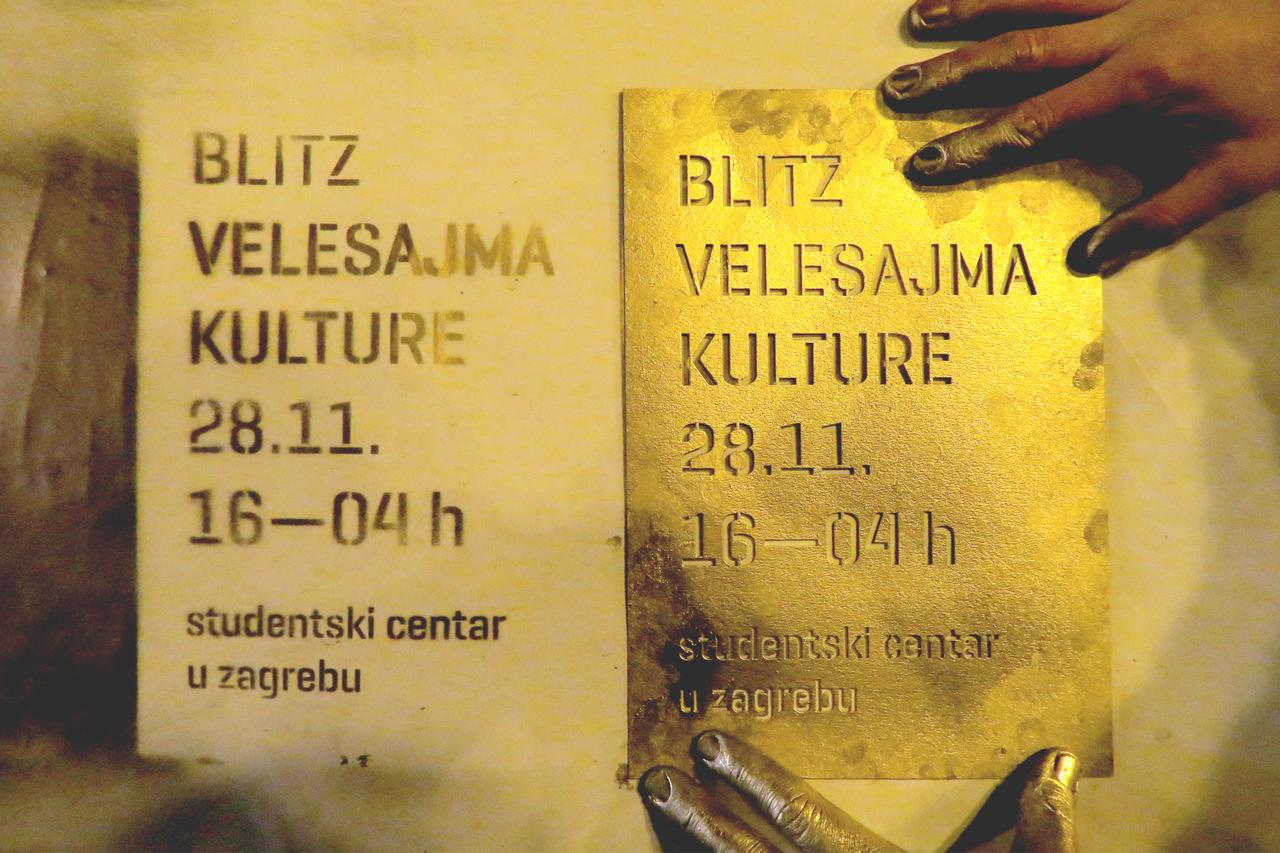 BLITZ
VELESAJMA
KULTURE
28.11.
16—04 h
studentski centar
u zagrebu
BLITZ
VELESAJMA
KULTURE
28.11.
16—04 h
studentski centar
u zagrebu